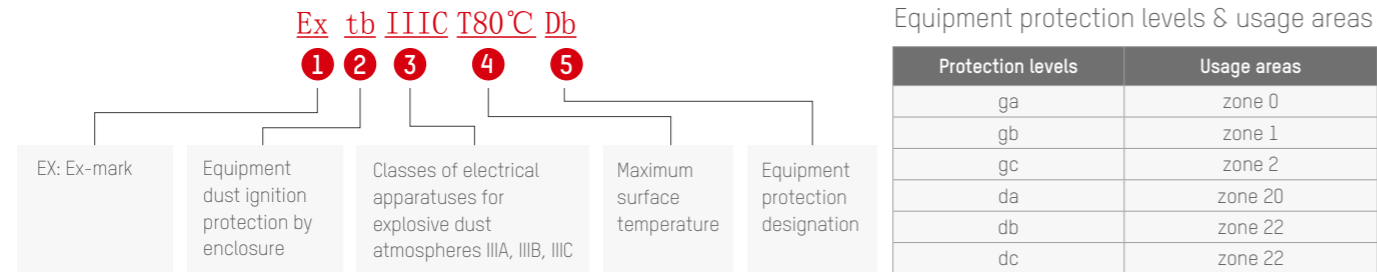 Ex tb IIIC T80℃ Db
1 2 3 4 5
EX: Ex-mark
Equipment
dust ignition
protection by
enclosure
Classes of electrical
apparatuses for
explosive dust
atmospheres IIIA, IIIB, IIIC
Maximum
surface
temperature
Equipment
protection
designation
Equipment protection levels & usage areas
Protection levels Usage areas
ga zone 0
gb zone 1
gc zone 2
da zone 20
db zone 22
dc zone 22